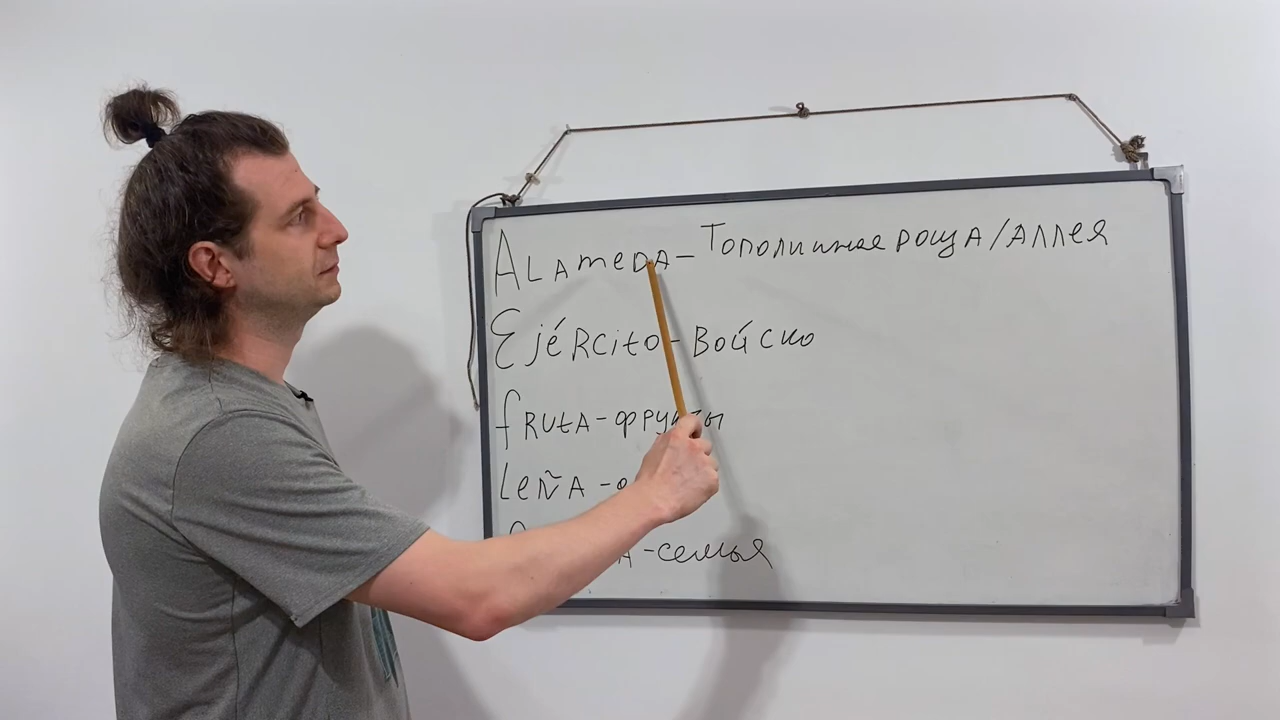 Alameda - Тополиная роща/аллея
Ejército - войско
fruta - фрукты
Leña -
- семья